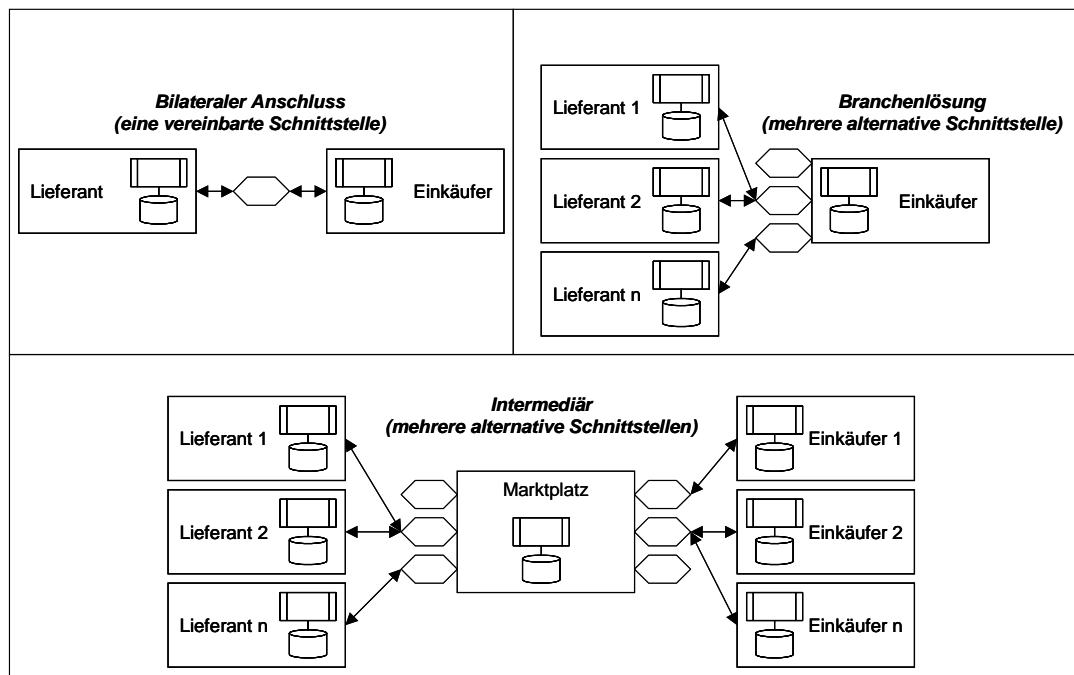 Bilateraler Anschluss
(eine vereinbarte Schnittstelle)
Lieferant
Einkäufer
Branchenlösung
(mehrere alternative Schnittstelle)
Lieferant 1
Lieferant 2
Lieferant n
Einkäufer
Intermediär
(mehrere alternative Schnittstellen)
Lieferant 1
Lieferant 2
Lieferant n
Marktplatz
Einkäufer 1
Einkäufer 2
Einkäufer n